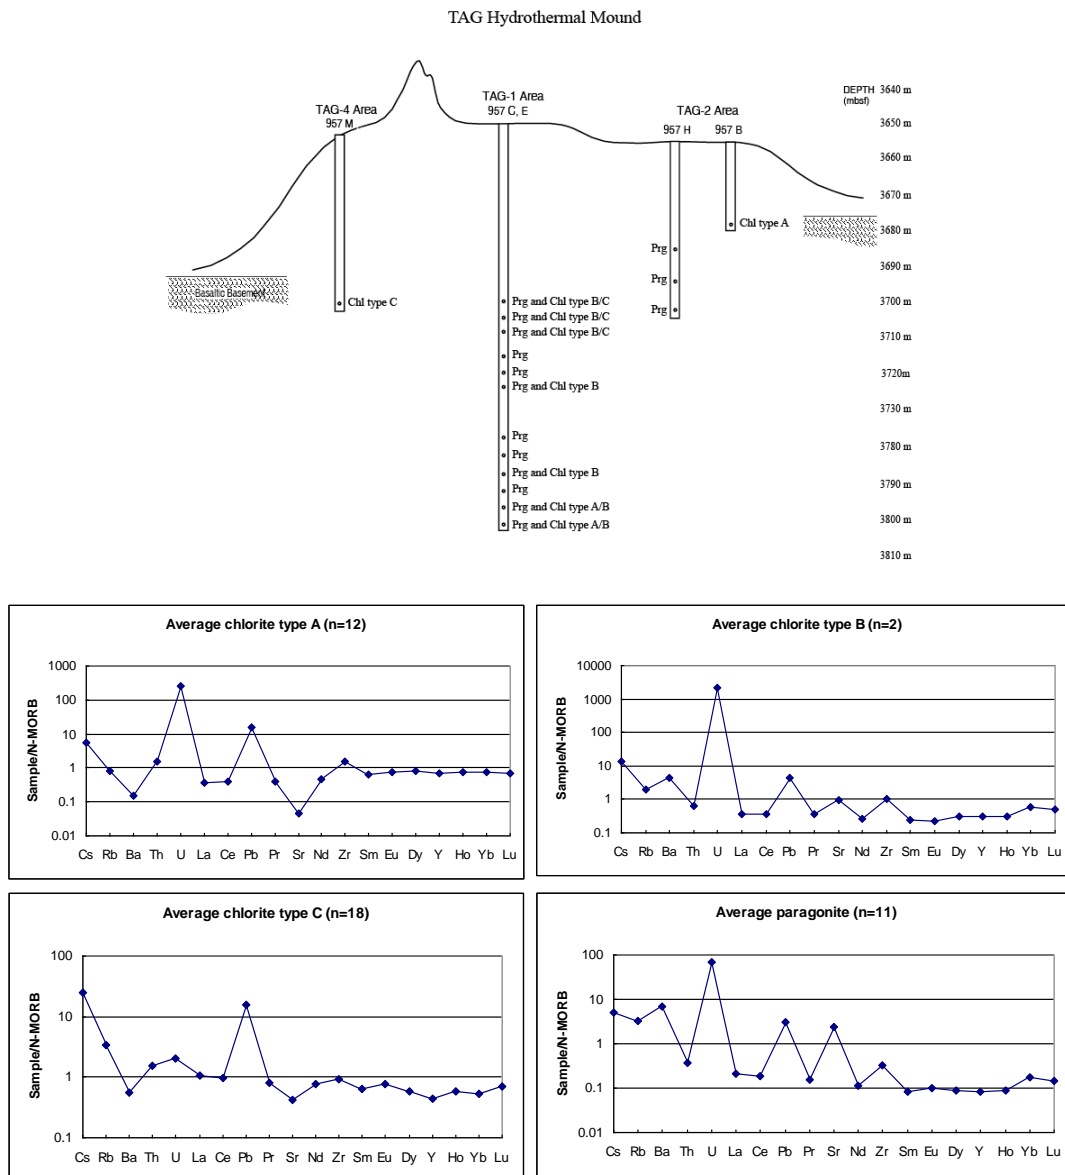 TAG Hydrothermal Mound
TAG-4 Area
957 M
TAG-1 Area
957 C, E
TAG-2 Area
957 H
957 B
DEPTH
(mbsf)
3640 m
3650 m
3660 m
3670 m
3680 m
3690 m
3700 m
3710 m
3720m
3730 m
3780 m
3790 m
3800 m
3810 m
Basaltic Basement
Chl type C
Prg and Chl type B/C
Prg and Chl type B/C
Prg and Chl type B/C
Prg
Prg
Prg and Chl type B
Prg
Prg
Prg and Chl type B
Prg
Prg and Chl type A/B
Prg and Chl type A/B
Prg
Prg
Prg
Chl type A
Average chlorite type A (n=12)
Sample/N-MORB
1000
100
10
1
0.1
0.01
Cs Rb Ba Th U La Ce Pb Pr Sr Nd Zr Sm Eu Dy Y Ho Yb Lu
Average chlorite type B (n=2)
Sample/N-MORB
10000
1000
100
10
1
0.1
Cs Rb Ba Th U La Ce Pb Pr Sr Nd Zr Sm Eu Dy Y Ho Yb Lu
Average chlorite type C (n=18)
Sample/N-MORB
100
10
1
0.1
Cs Rb Ba Th U La Ce Pb Pr Sr Nd Zr Sm Eu Dy Y Ho Yb Lu
Average paragonite (n=11)
Sample/N-MORB
100
10
1
0.1
0.01
Cs Rb Ba Th U La Ce Pb Pr Sr Nd Zr Sm Eu Dy Y Ho Yb Lu